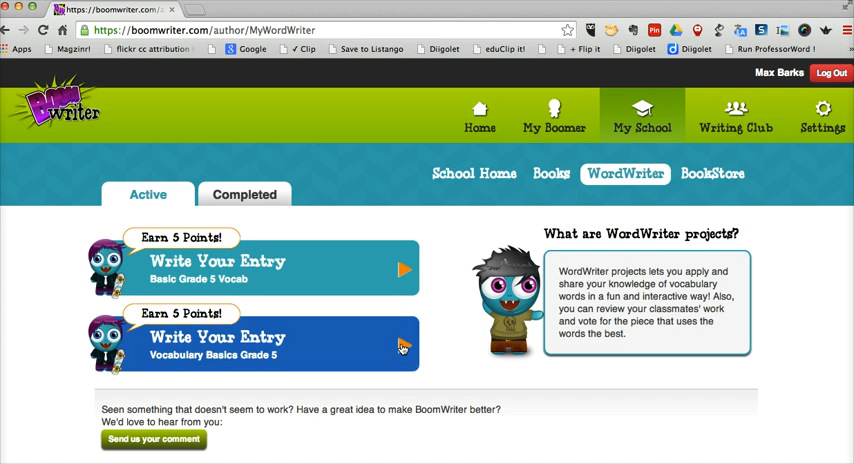 https://boomwriter.com/a
https://boomwriter.com/author/MyWordWriter
Apps Magzinr! flickr cc attribution Google ✓ Clip Save to Listango Diigolet eduClip it! + Flip it Diigolet Diigolet Run ProfessorWord !
Max Barks Log Out
BOOM
writer
Home My Boomer My School Writing Club Settings
School Home Books WordWriter BookStore
Active Completed
Earn 5 Points!
Write Your Entry
Basic Grade 5 Vocab
Earn 5 Points!
Write Your Entry
Vocabulary Basics Grade 5
What are WordWriter projects?
WordWriter projects lets you apply and
share your knowledge of vocabulary
words in a fun and interactive way! Also,
you can review your classmates' work
and vote for the piece that uses the
words the best.
Seen something that doesn't seem to work? Have a great idea to make BoomWriter better?
We'd love to hear from you:
Send us your comment